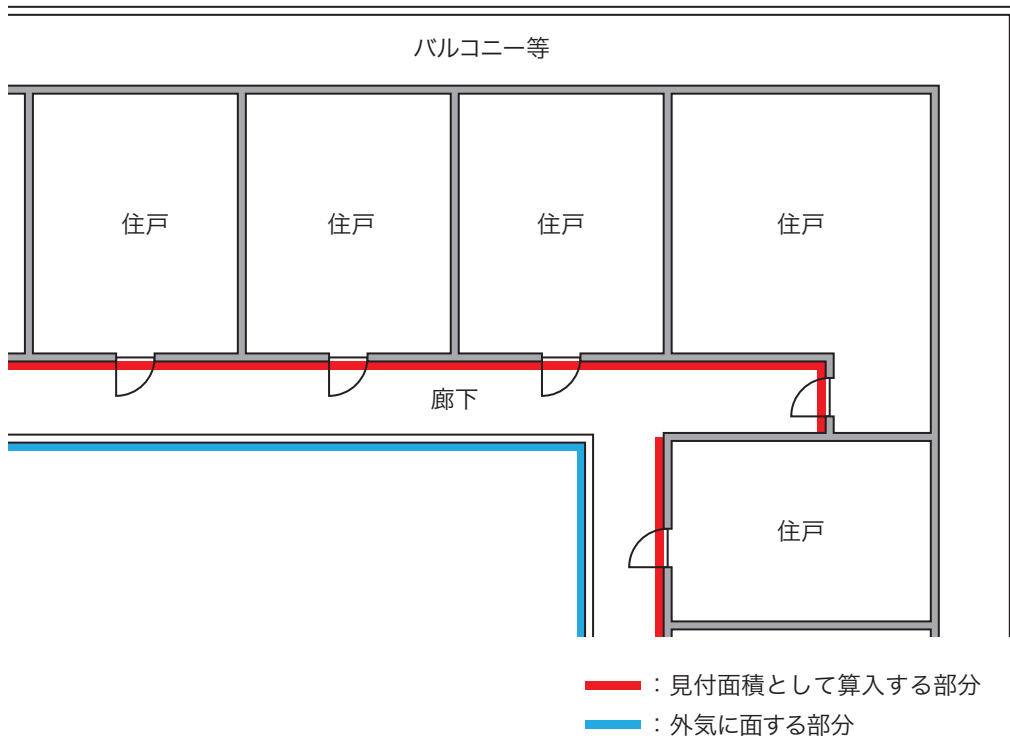 バルコニー等
住戸
住戸
住戸
住戸
廊下
住戸
：見付面積として算入する部分
：外気に面する部分